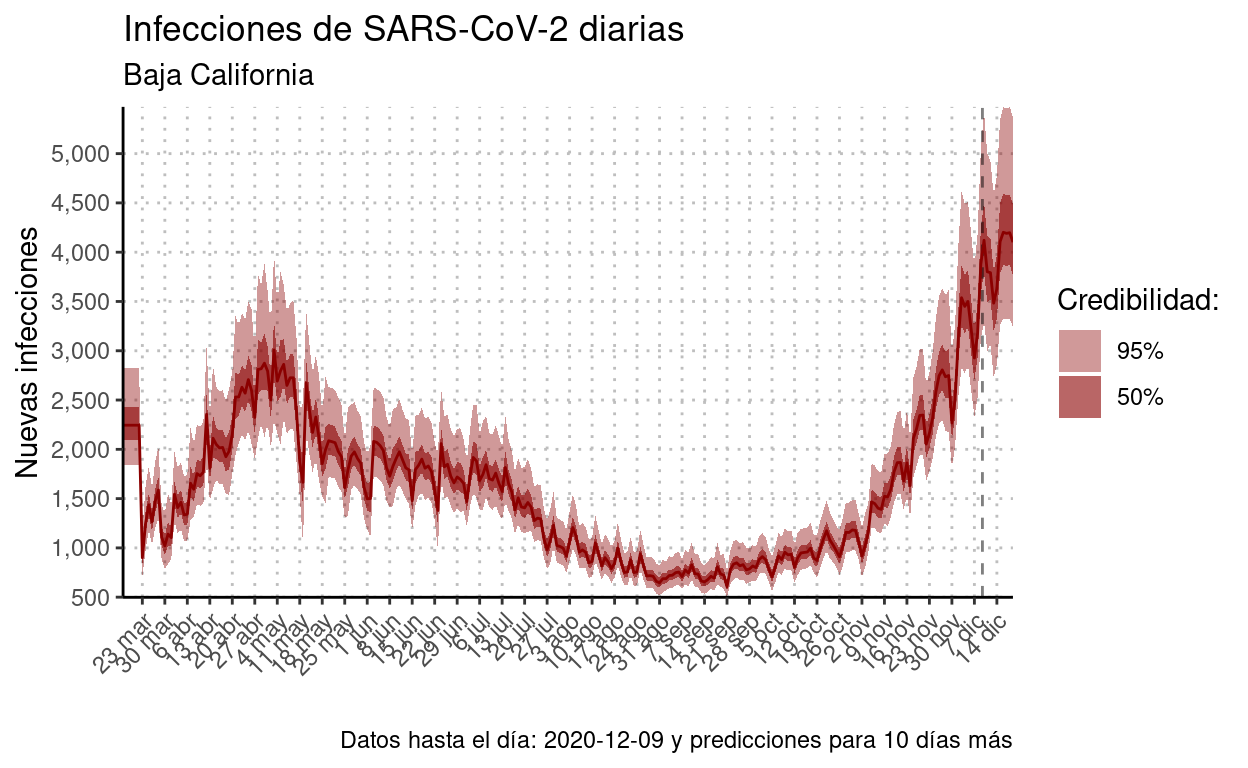 Infecciones de SARS-CoV-2 diarias
Baja California
Nuevas infecciones
5,000
4,500
4,000
3,500
3,000
2,500
2,000
1,500
1,000
500
23 mar
30 mar
6 abr
13 abr
20 abr
27 abr
4 may
11 may
18 may
25 may
1 jun
8 jun
15 jun
22 jun
29 jun
6 jul
13 jul
20 jul
27 jul
3 ago
10 ago
17 ago
24 ago
31 ago
7 sep
14 sep
21 sep
28 sep
5 oct
12 oct
19 oct
26 oct
2 nov
9 nov
16 nov
23 nov
30 nov
7 dic
14 dic
Credibilidad:
95%
50%
Datos hasta el día: 2020-12-09 y predicciones para 10 días más